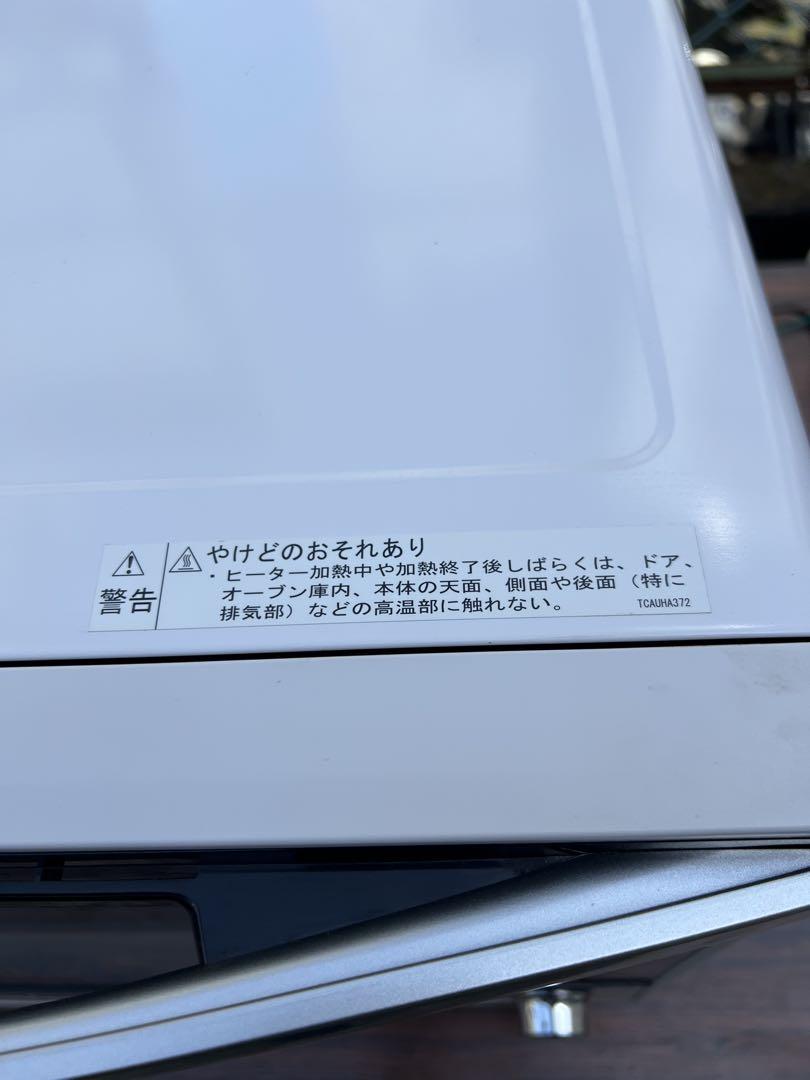 警告
やけどのおそれあり
・ヒーター加熱中や加熱終了後しばらくは、ドア、
オーブン庫内、本体の天面、側面や後面（特に
排気部）などの高温部に触れない。
TCAUHA372